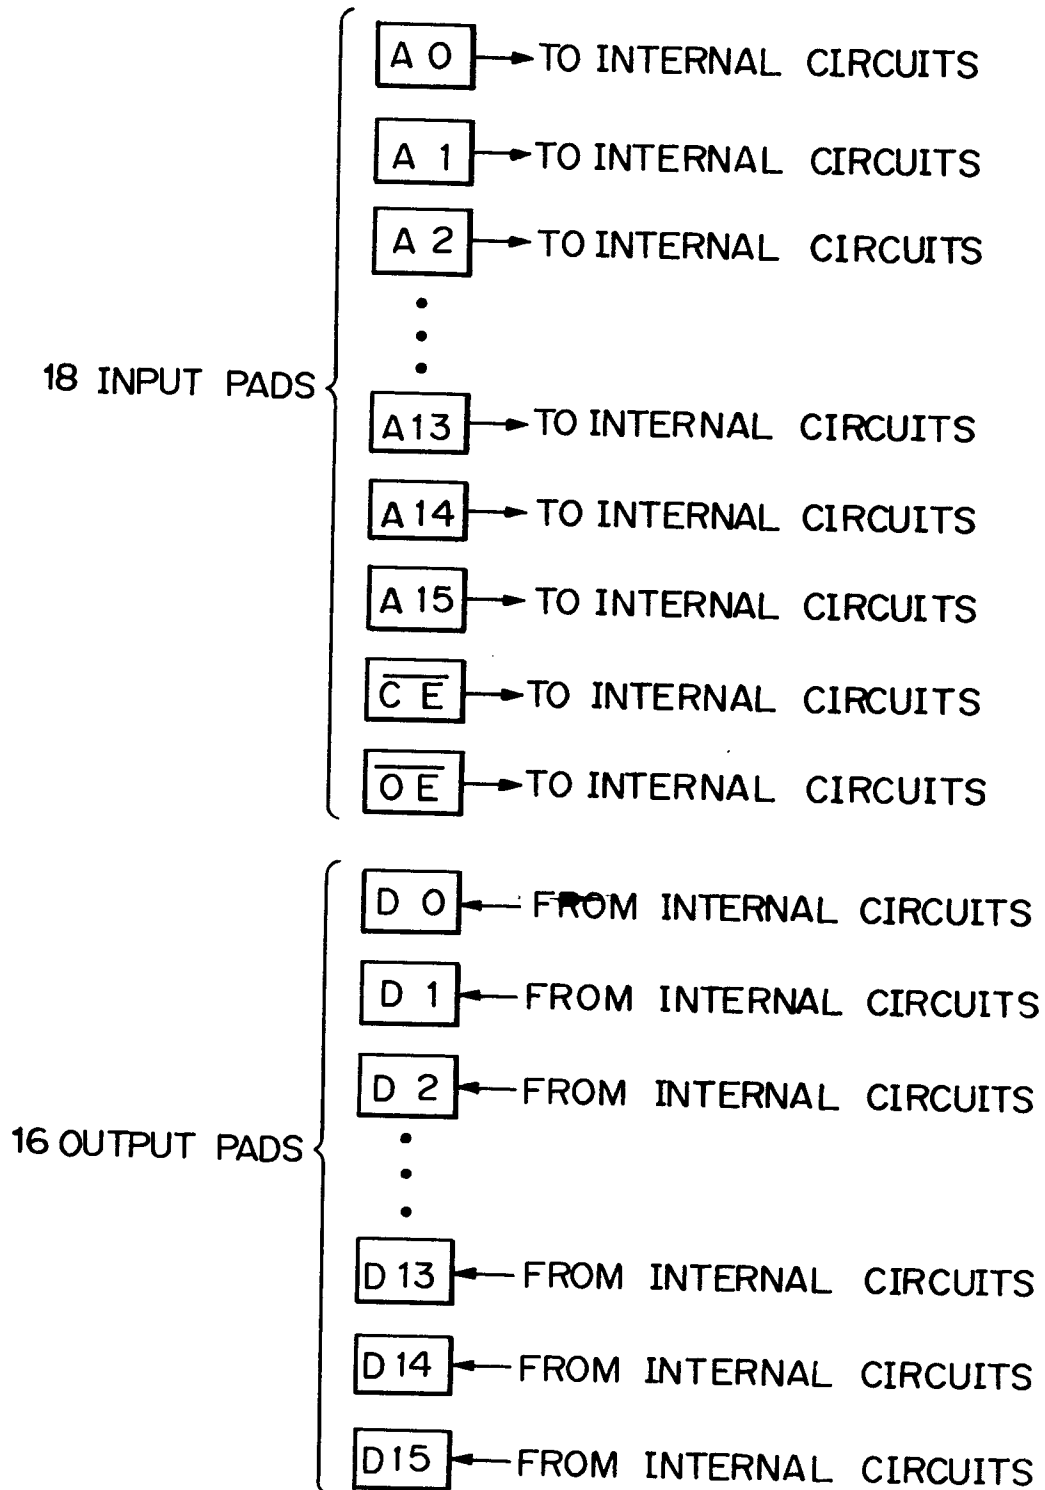 A 0 TO INTERNAL CIRCUITS
A 1 TO INTERNAL CIRCUITS
A 2 TO INTERNAL CIRCUITS
18 INPUT PADS
A13 TO INTERNAL CIRCUITS
A14 TO INTERNAL CIRCUITS
A 15 TO INTERNAL CIRCUITS
C̅ E̅ TO INTERNAL CIRCUITS
O̅ E̅ TO INTERNAL CIRCUITS
D 0 FROM INTERNAL CIRCUITS
D 1 FROM INTERNAL CIRCUITS
D 2 FROM INTERNAL CIRCUITS
16 OUTPUT PADS
D 13 FROM INTERNAL CIRCUITS
D 14 FROM INTERNAL CIRCUITS
D15 FROM INTERNAL CIRCUITS